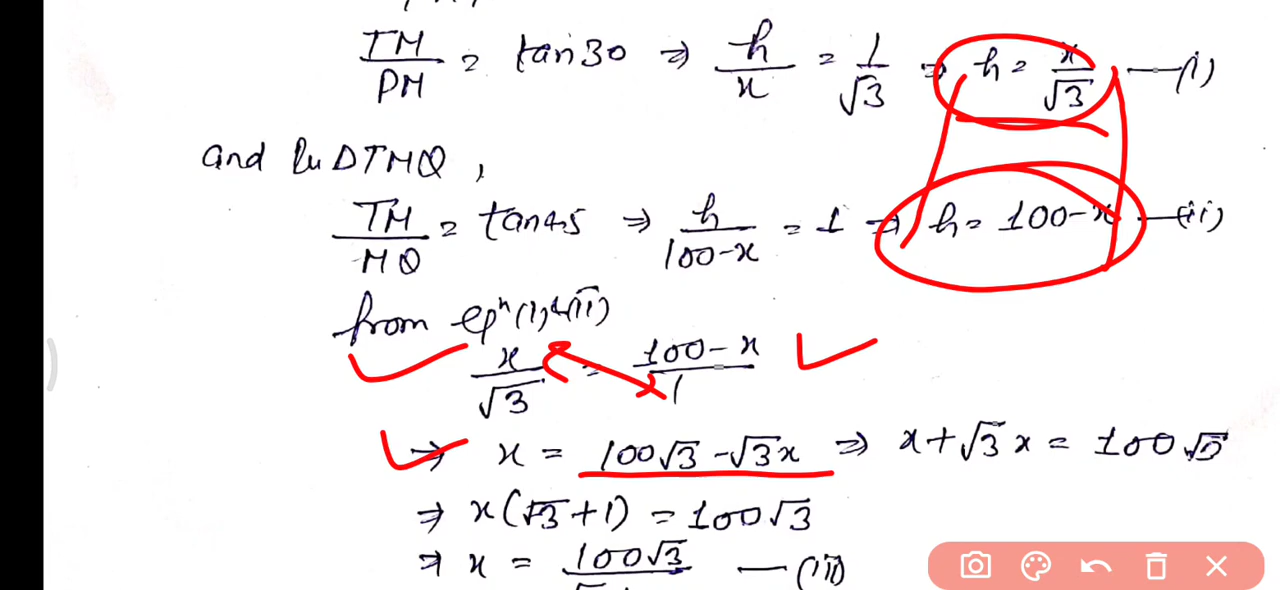 TM/PM = tan30 ⇒ h/x = 1/√3 ⇒ h = x/√3 —(i)
and In ΔTMQ,
TM/MQ = tan45 ⇒ h/100-x = 1 ⇒ h = 100-x —(ii)
from eqⁿ (i) & (ii)
x/√3 = 100-x/1
⇒ x = 100√3 - √3x ⇒ x+√3x = 100√3
⇒ x(√3+1) = 100√3
⇒ x = 100√3 —(iii)